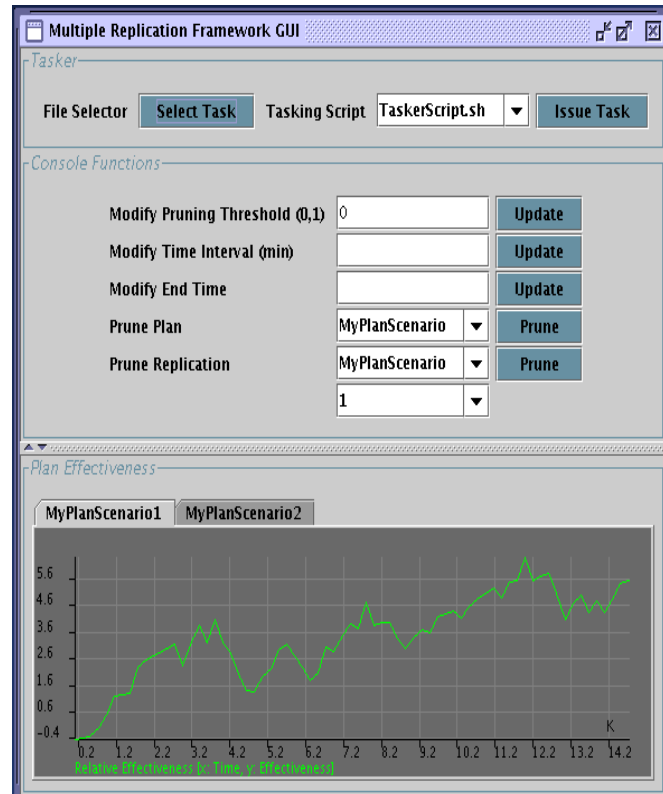 Multiple Replication Framework GUI
Tasker
File Selector Select Task Tasking Script TaskerScript.sh Issue Task
Console Functions
Modify Pruning Threshold (0,1) 0 Update
Modify Time Interval (min) Update
Modify End Time Update
Prune Plan MyPlanScenario Prune
Prune Replication MyPlanScenario Prune
1
Plan Effectiveness
MyPlanScenario1 MyPlanScenario2
5.6
4.6
3.6
2.6
1.6
0.6
-0.4
K
0.2 1.2 2.2 3.2 4.2 5.2 6.2 7.2 8.2 9.2 10.2 11.2 12.2 13.2 14.2
Relative Effectiveness [x: Time, y: Effectiveness]